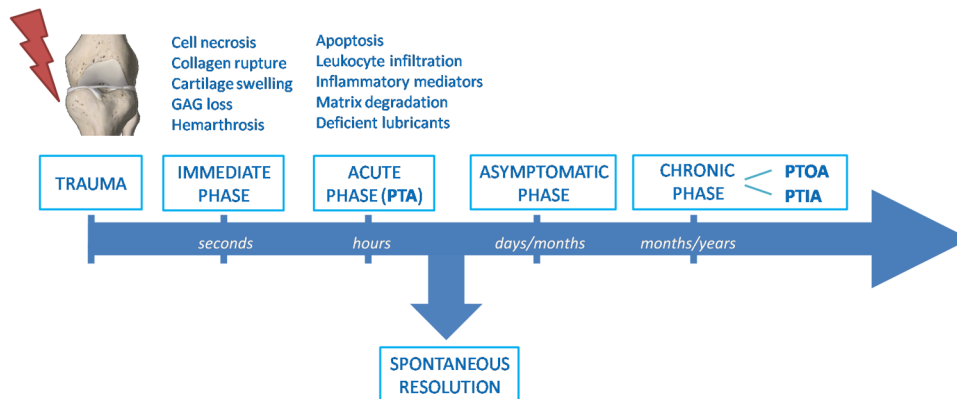 Cell necrosis
Collagen rupture
Cartilage swelling
GAG loss
Hemarthrosis
Apoptosis
Leukocyte infiltration
Inflammatory mediators
Matrix degradation
Deficient lubricants
TRAUMA
IMMEDIATE
PHASE
ACUTE
PHASE (PTA)
ASYMPTOMATIC
PHASE
CHRONIC
PHASE
PTOA
PTIA
seconds
hours
days/months
months/years
SPONTANEOUS
RESOLUTION